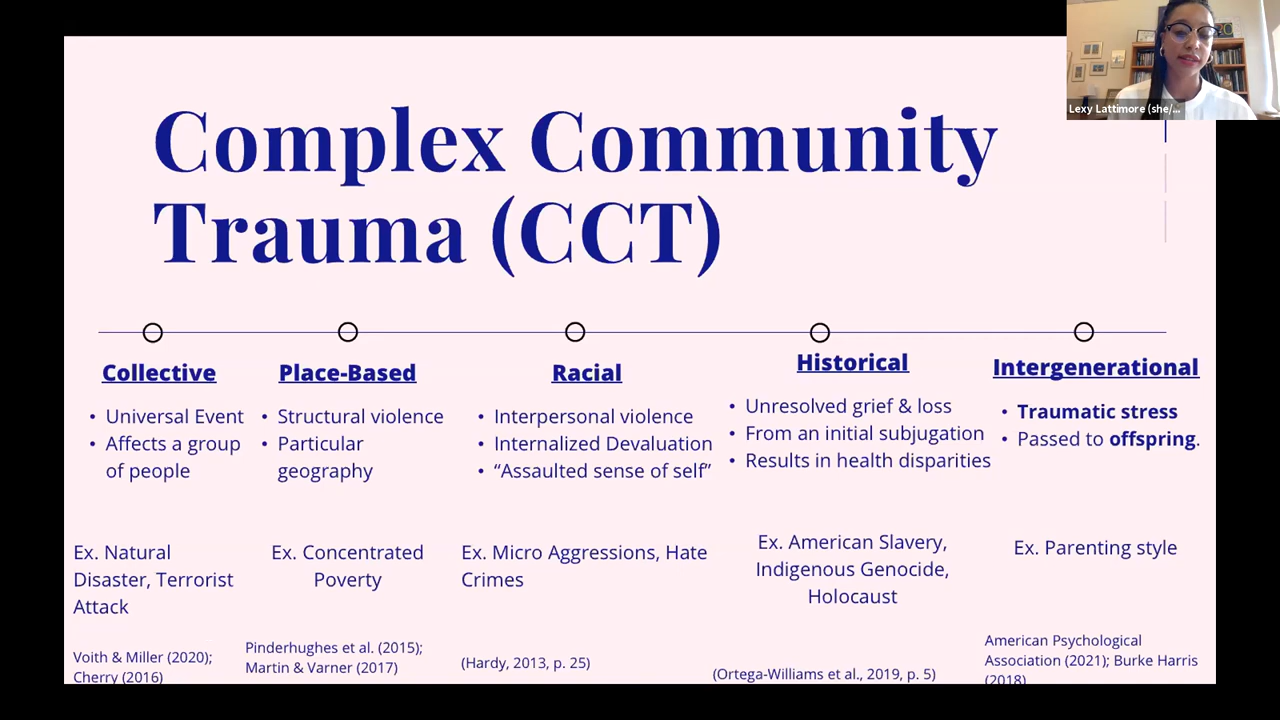 Lexy Lattimore (she/...
Complex Community
Trauma (CCT)
Collective
• Universal Event
• Affects a group
of people
Ex. Natural
Disaster, Terrorist
Attack
Voith & Miller (2020);
Cherry (2016)
Place-Based
• Structural violence
• Particular
geography
Ex. Concentrated
Poverty
Pinderhughes et al. (2015);
Martin & Varner (2017)
Racial
• Interpersonal violence
• Internalized Devaluation
• “Assaulted sense of self”
Ex. Micro Aggressions, Hate
Crimes
(Hardy, 2013, p. 25)
Historical
• Unresolved grief & loss
• From an initial subjugation
• Results in health disparities
Ex. American Slavery,
Indigenous Genocide,
Holocaust
(Ortega-Williams et al., 2019, p. 5)
Intergenerational
• Traumatic stress
• Passed to offspring.
Ex. Parenting style
American Psychological
Association (2021); Burke Harris
(2018)